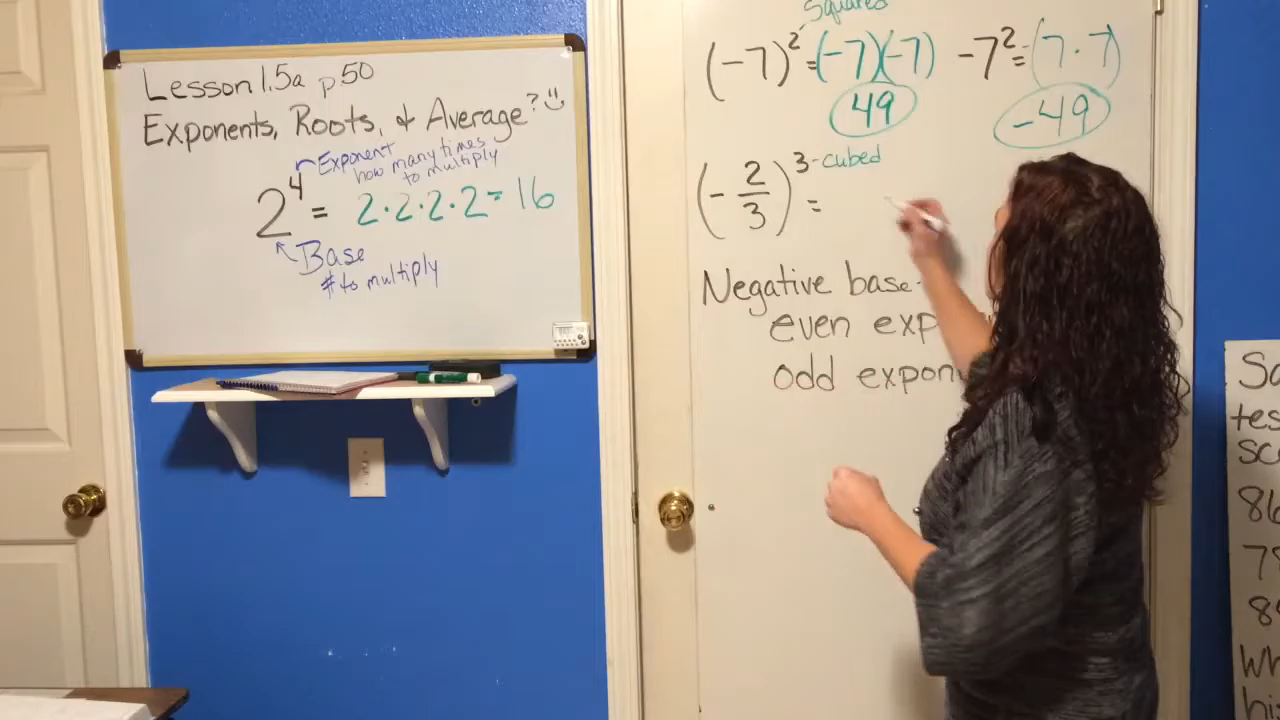 Lesson 1.5a p.50
Exponents, Roots, & Average?
Exponent
how many times
to multiply
2⁴ = 2·2·2·2 = 16
Base
# to multiply
Squared
(-7)² = (-7)(-7) -7² = -(7·7)
49 -49
(-2/3)³ = - cubed
Negative base-
even exp
odd expon
Sa
tes
sc
86
78
wh